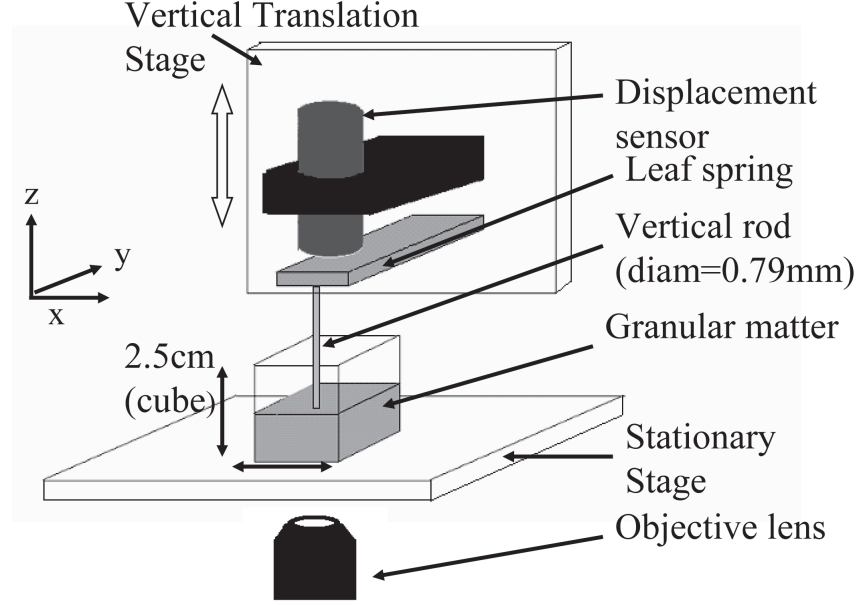 Vertical Translation
Stage
Displacement
sensor
Leaf spring
Vertical rod
(diam=0.79mm)
Granular matter
z
y
x
2.5cm
(cube)
Stationary
Stage
Objective lens